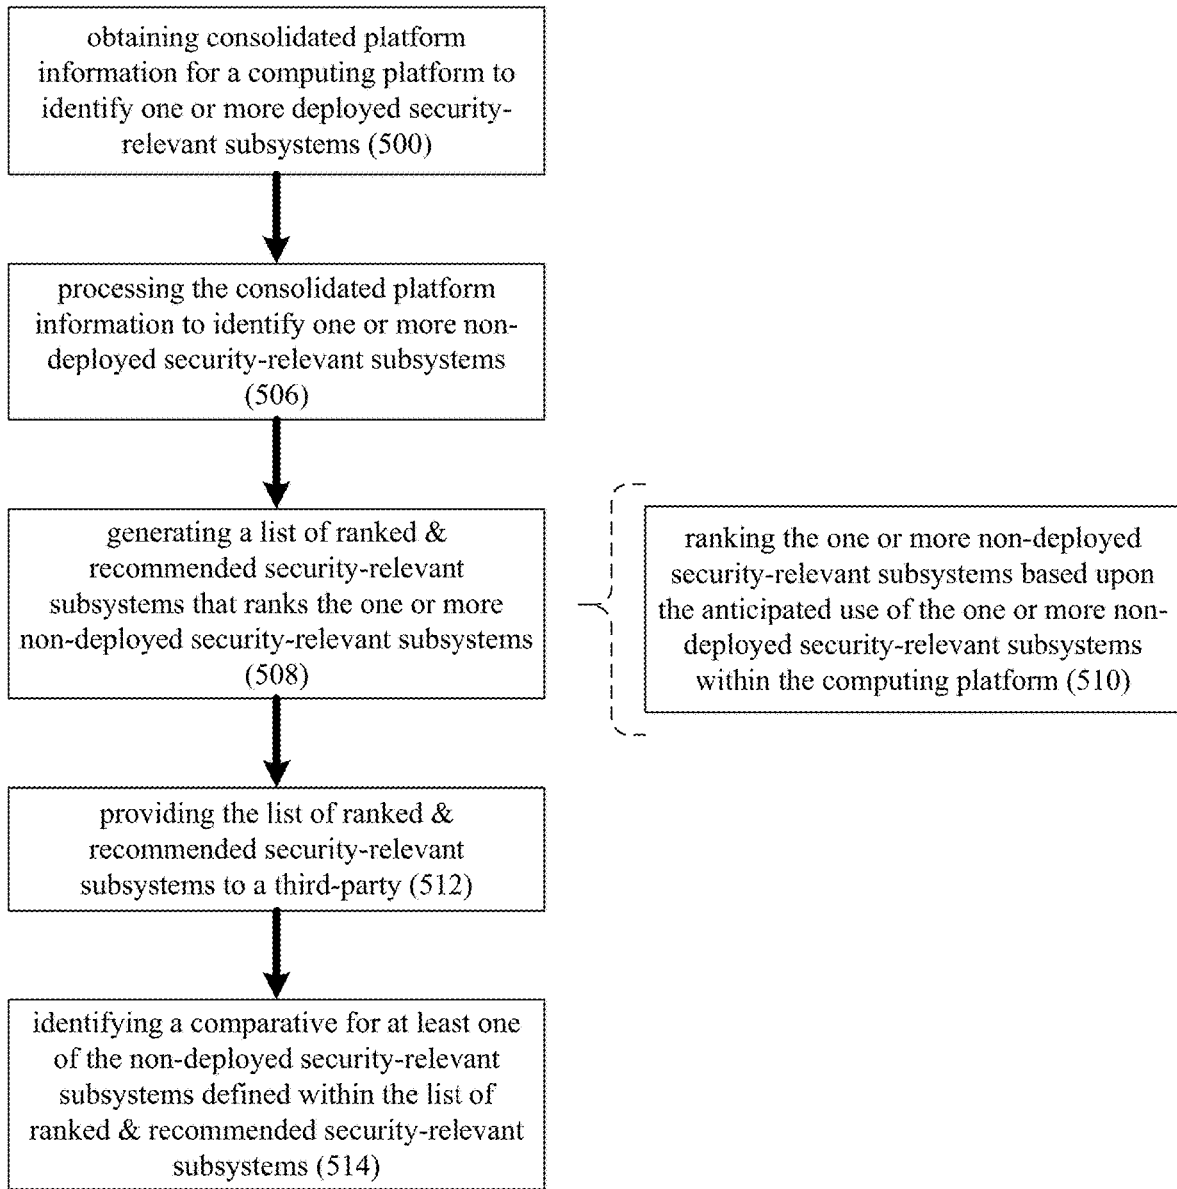 obtaining consolidated platform
information for a computing platform to
identify one or more deployed security-
relevant subsystems (500)
processing the consolidated platform
information to identify one or more non-
deployed security-relevant subsystems
(506)
generating a list of ranked &
recommended security-relevant
subsystems that ranks the one or more
non-deployed security-relevant subsystems
(508)
ranking the one or more non-deployed
security-relevant subsystems based upon
the anticipated use of the one or more non-
deployed security-relevant subsystems
within the computing platform (510)
providing the list of ranked &
recommended security-relevant
subsystems to a third-party (512)
identifying a comparative for at least one
of the non-deployed security-relevant
subsystems defined within the list of
ranked & recommended security-relevant
subsystems (514)